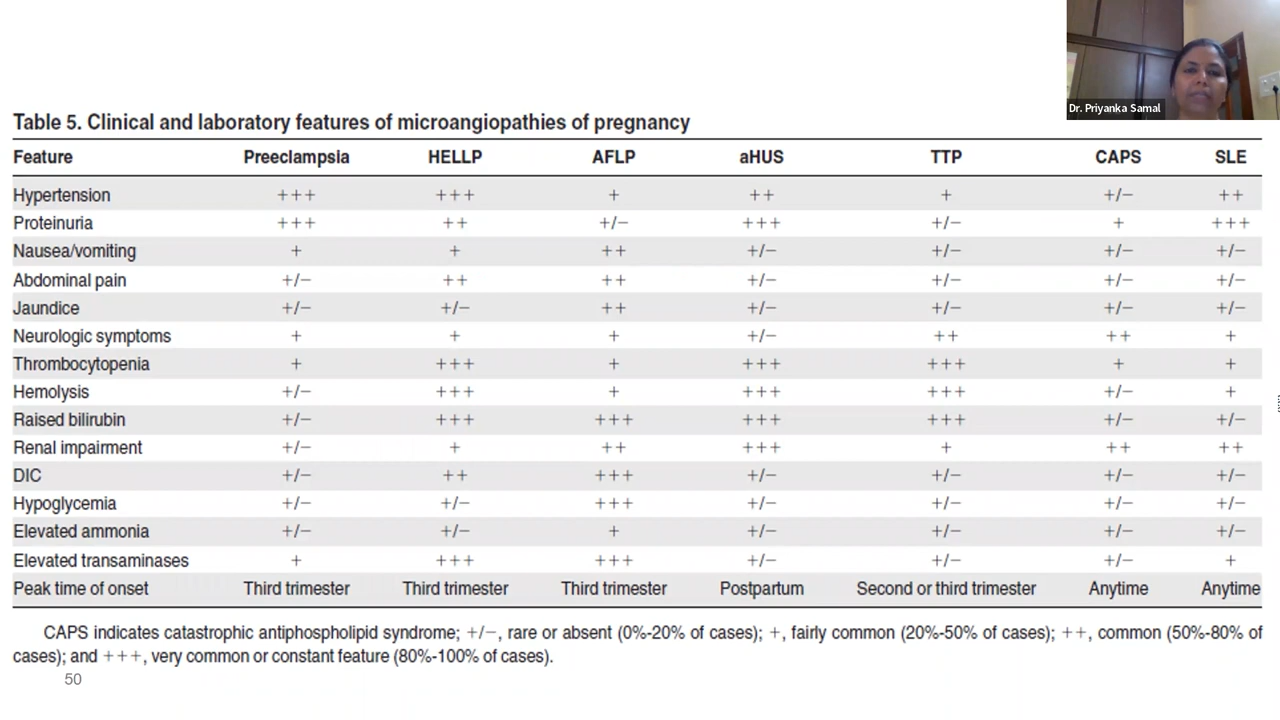 Dr. Priyanka Samal
Table 5. Clinical and laboratory features of microangiopathies of pregnancy
Feature Preeclampsia HELLP AFLP aHUS TTP CAPS SLE
Hypertension +++ +++ + ++ + +/− ++
Proteinuria +++ ++ +/− +++ +/− + +++
Nausea/vomiting + + ++ +/− +/− +/− +/−
Abdominal pain +/− ++ ++ +/− +/− +/− +/−
Jaundice +/− +/− ++ +/− +/− +/− +/−
Neurologic symptoms + + + +/− ++ ++ +
Thrombocytopenia + +++ + +++ +++ + +
Hemolysis +/− +++ + +++ +++ +/− +
Raised bilirubin +/− +++ +++ +++ +++ +/− +/−
Renal impairment +/− + ++ +++ + ++ ++
DIC +/− ++ +++ +/− +/− +/− +/−
Hypoglycemia +/− +/− +++ +/− +/− +/− +/−
Elevated ammonia +/− +/− + +/− +/− +/− +/−
Elevated transaminases + +++ +++ +/− +/− +/− +
Peak time of onset Third trimester Third trimester Third trimester Postpartum Second or third trimester Anytime Anytime
CAPS indicates catastrophic antiphospholipid syndrome; +/−, rare or absent (0%-20% of cases); +, fairly common (20%-50% of cases); ++, common (50%-80% of
cases); and +++, very common or constant feature (80%-100% of cases).
50